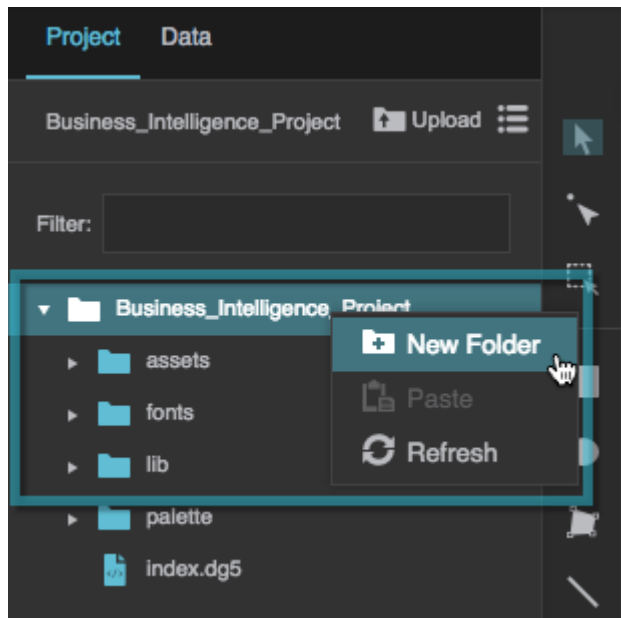 Project Data
Business_Intelligence_Project Upload
Filter:
Business_Intelligence_Project
New Folder
assets
Paste
fonts
Refresh
lib
palette
index.dg5